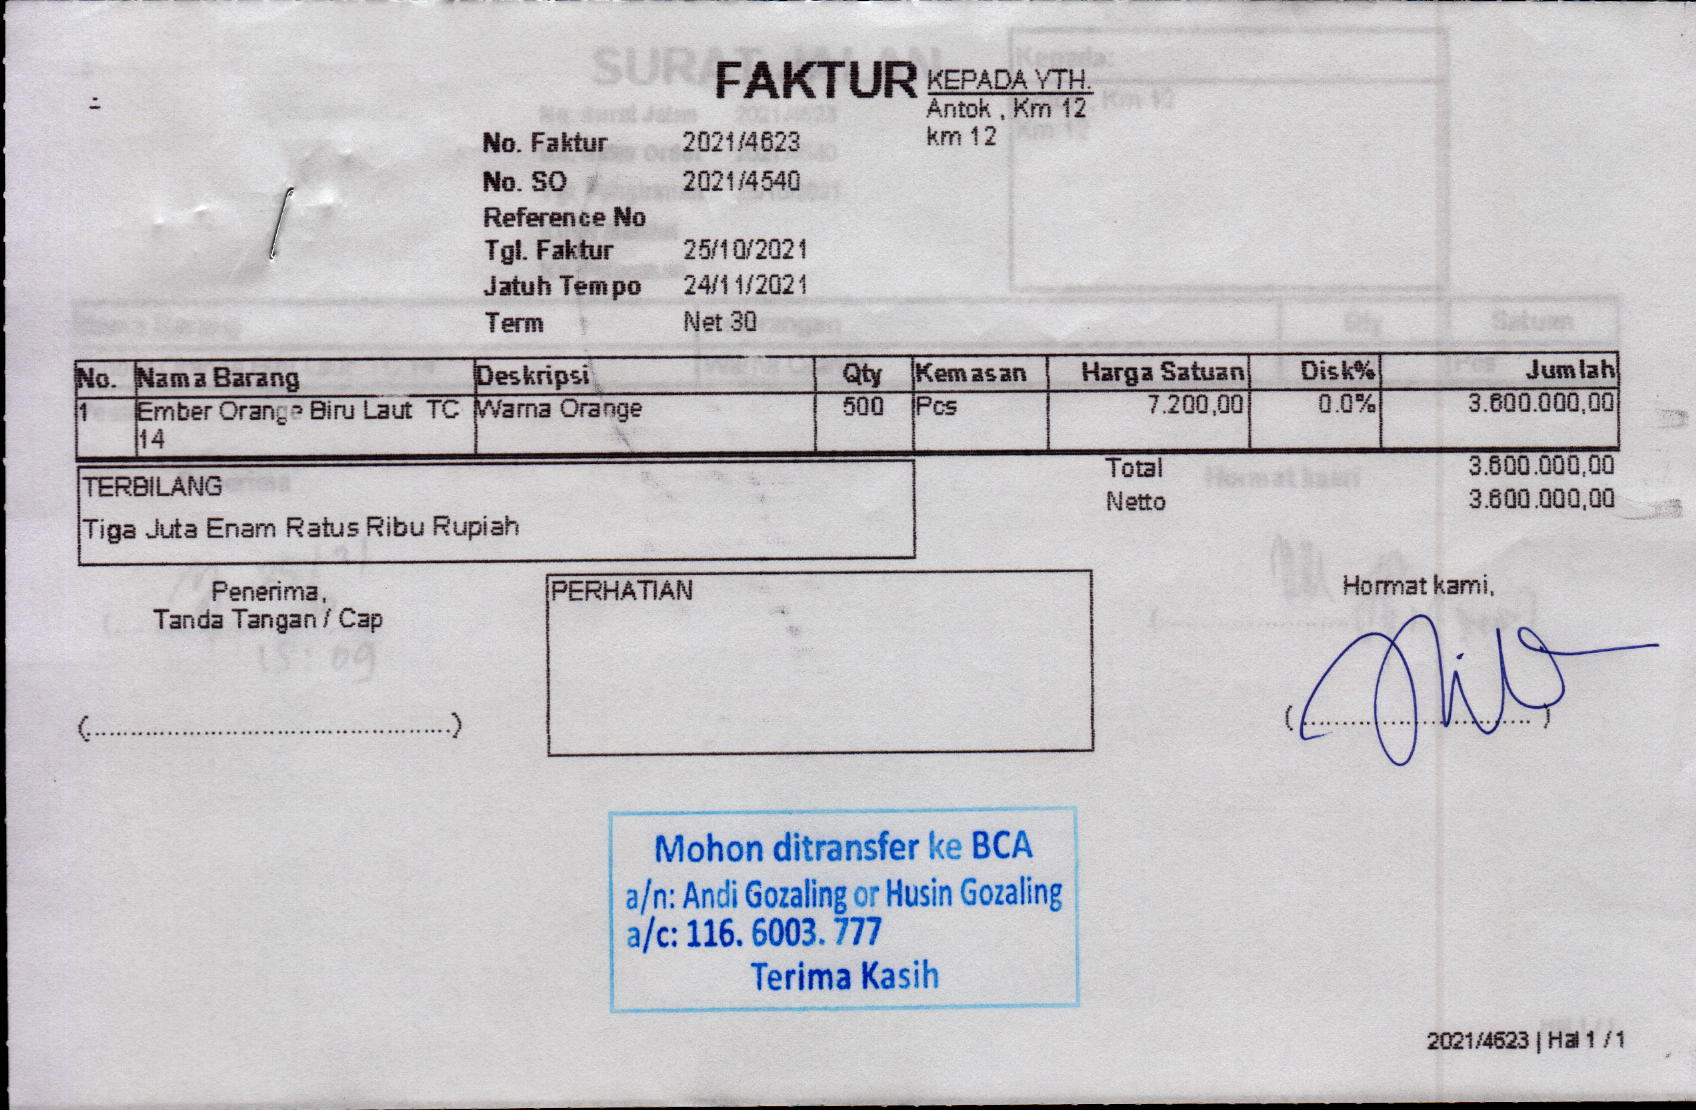 FAKTUR
KEPADA YTH.
Antok , Km 12
km 12
No. Faktur 2021/4623
No. SO 2021/4540
Reference No
Tgl. Faktur 25/10/2021
Jatuh Tempo 24/11/2021
Term Net 30
No. Nama Barang Deskripsi Qty Kemasan Harga Satuan Disk% Jumlah
1 Ember Orange Biru Laut TC 14 Warna Orange 500 Pcs 7.200,00 0.0% 3.600.000,00
Total 3.600.000,00
Netto 3.600.000,00
TERBILANG
Tiga Juta Enam Ratus Ribu Rupiah
Penerima,
Tanda Tangan / Cap
PERHATIAN
Hormat kami,
Mohon ditransfer ke BCA
a/n: Andi Gozaling or Husin Gozaling
a/c: 116. 6003. 777
Terima Kasih
2021/4623 | Hal 1 / 1